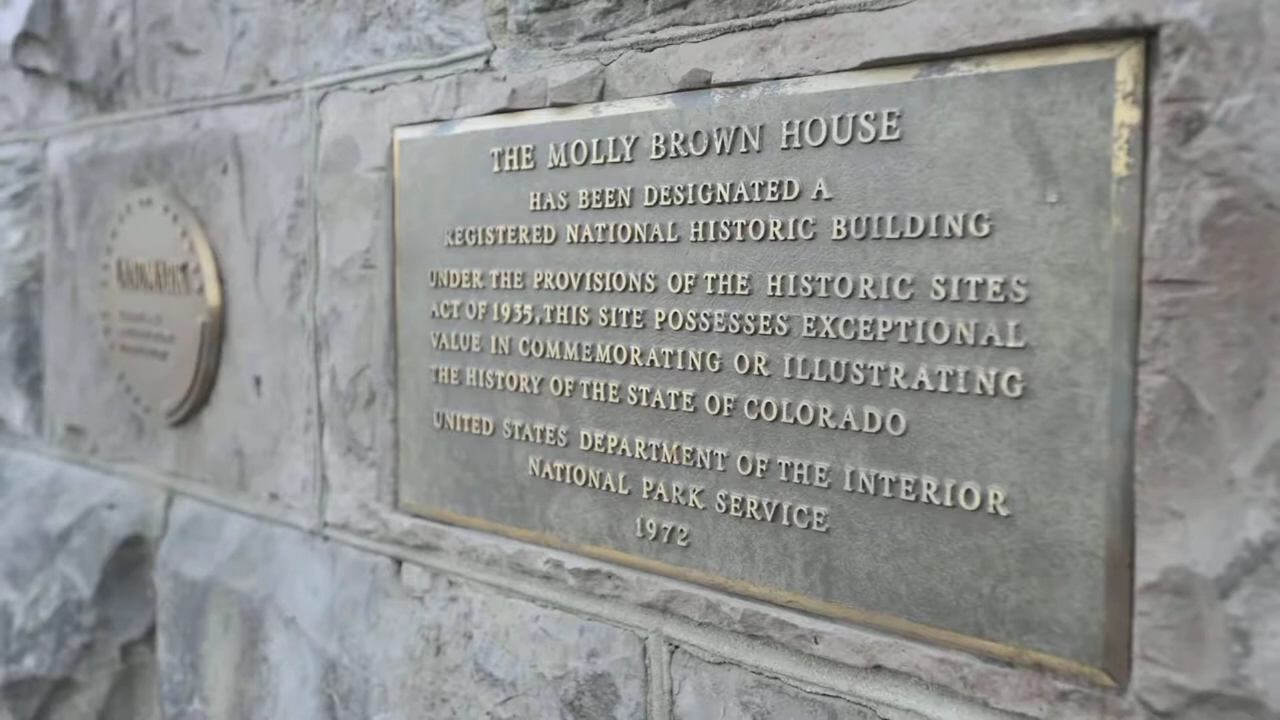 LANDMARK
THE MOLLY BROWN HOUSE
HAS BEEN DESIGNATED A
REGISTERED NATIONAL HISTORIC BUILDING
UNDER THE PROVISIONS OF THE HISTORIC SITES
ACT OF 1935. THIS SITE POSSESSES EXCEPTIONAL
VALUE IN COMMEMORATING OR ILLUSTRATING
THE HISTORY OF THE STATE OF COLORADO
UNITED STATES DEPARTMENT OF THE INTERIOR
NATIONAL PARK SERVICE
1972